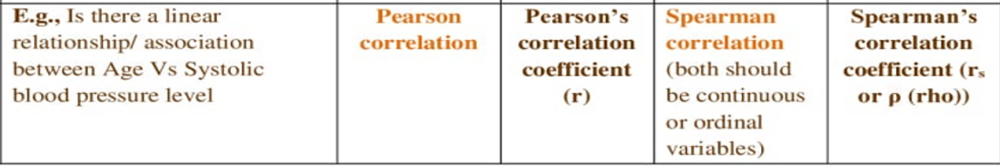 E.g., Is there a linear
relationship/ association
between Age Vs Systolic
blood pressure level
Pearson
correlation
Pearson's
correlation
coefficient
(r)
Spearman
correlation
(both should
be continuous
or ordinal
variables)
Spearman's
correlation
coefficient (rₛ
or ρ (rho))